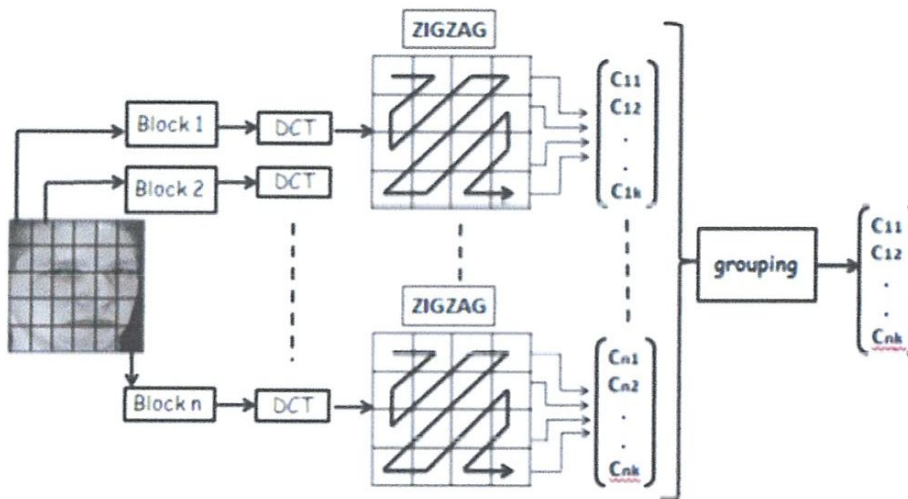 ZIGZAG
Block 1
DCT
C11
C12
.
.
C1k
Block 2
DCT
grouping
C11
C12
.
.
Cnk
ZIGZAG
Block n
DCT
Cn1
Cn2
.
.
Cnk